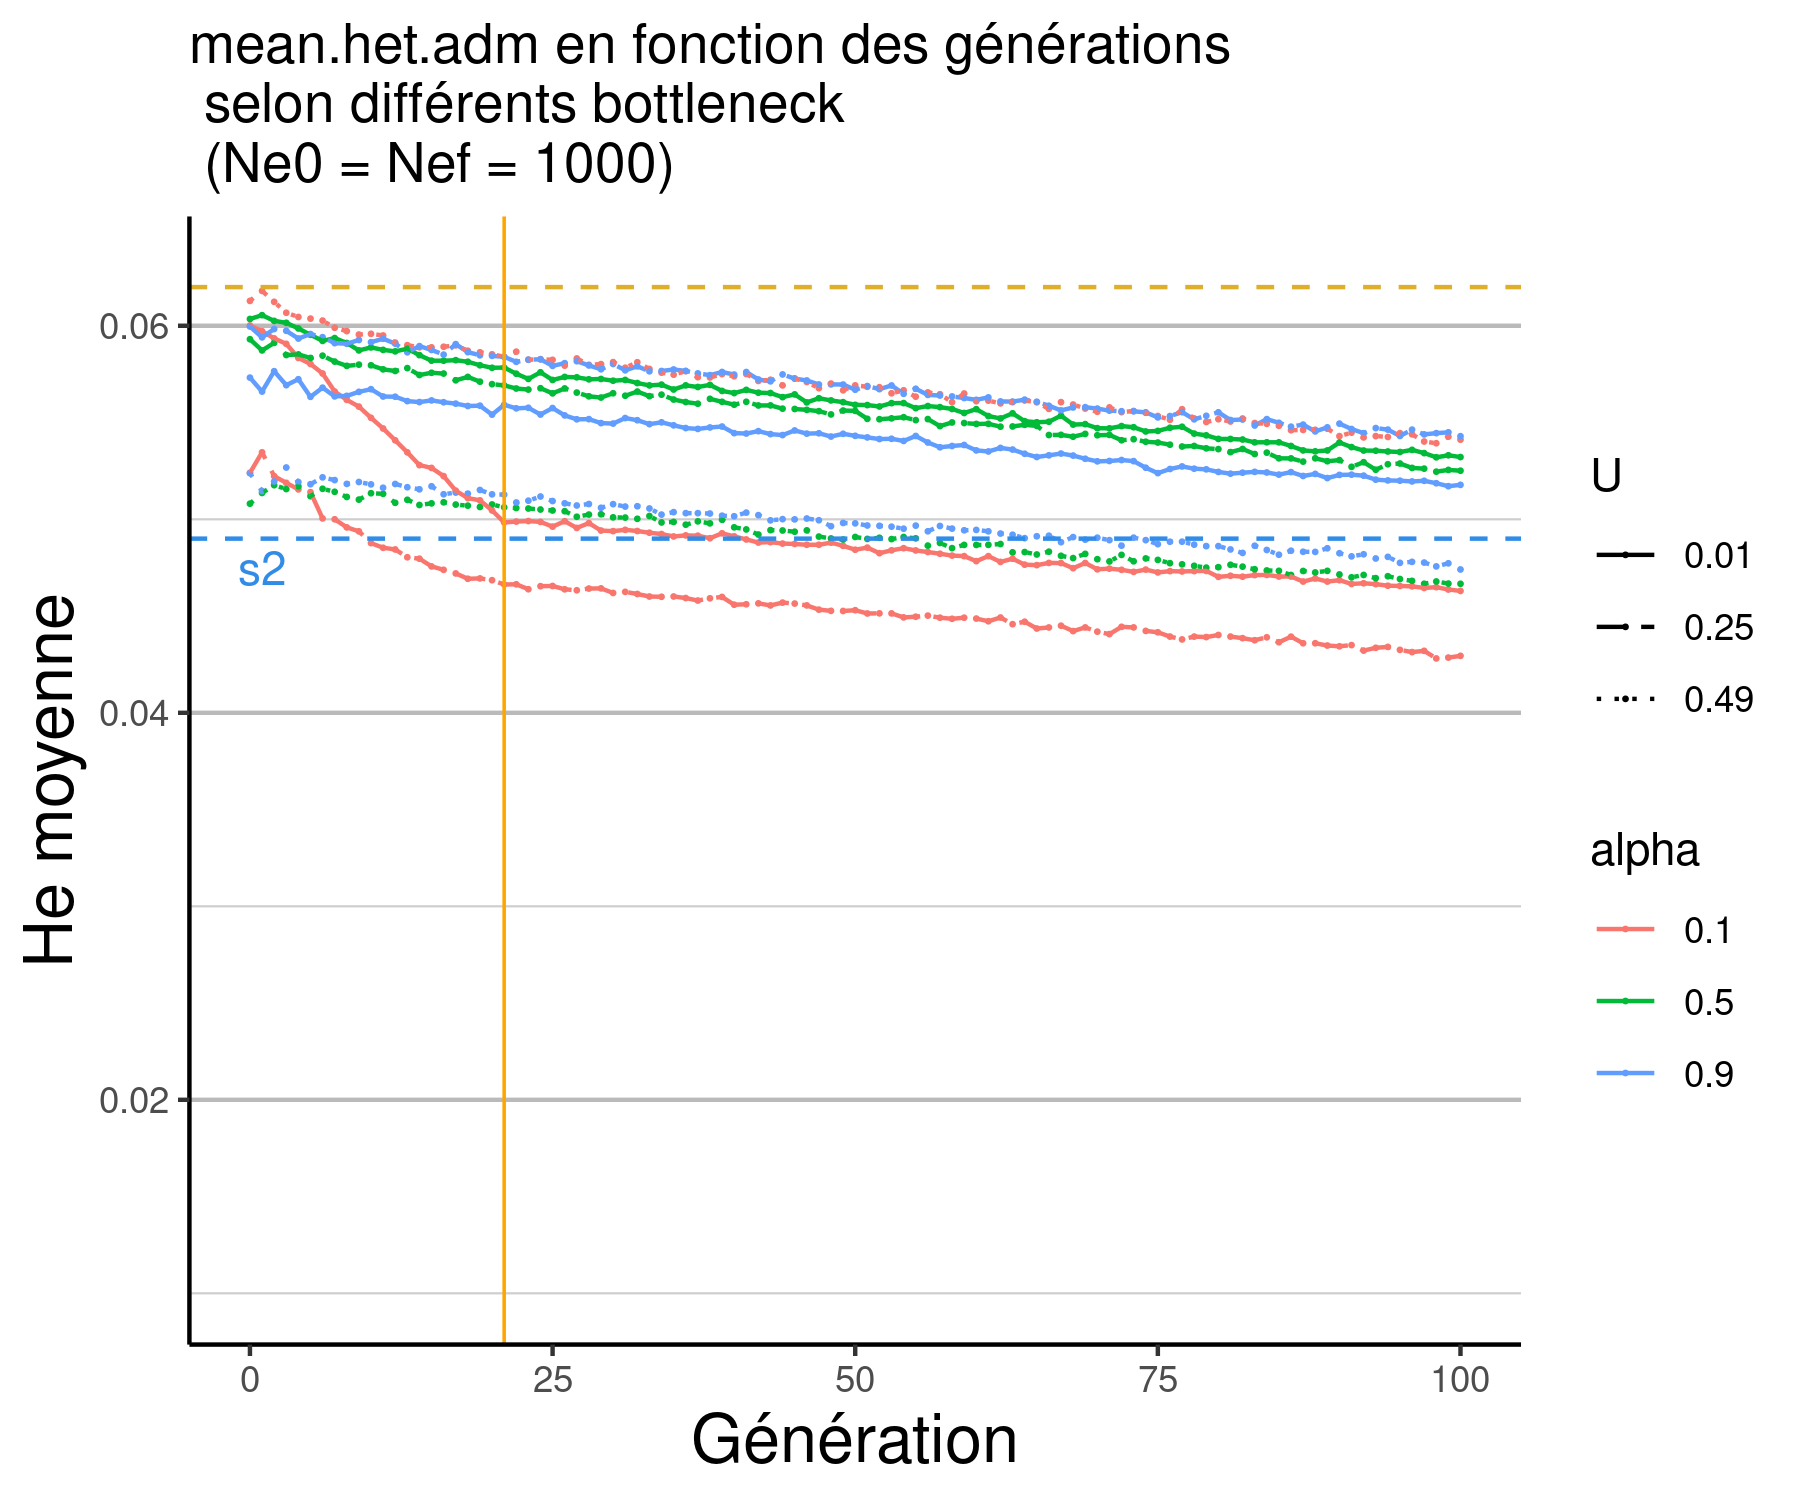 mean.het.adm en fonction des générations
selon différents bottleneck
(Ne0 = Nef = 1000)
He moyenne
0.06
0.04
0.02
s2
0
25
50
75
100
Génération
U
0.01
0.25
0.49
alpha
0.1
0.5
0.9